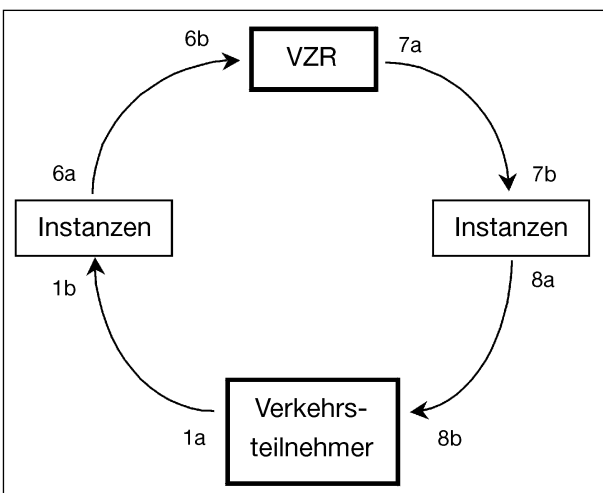 6b
VZR
7a
6a
7b
Instanzen
Instanzen
1b
8a
Verkehrs-
teilnehmer
1a
8b